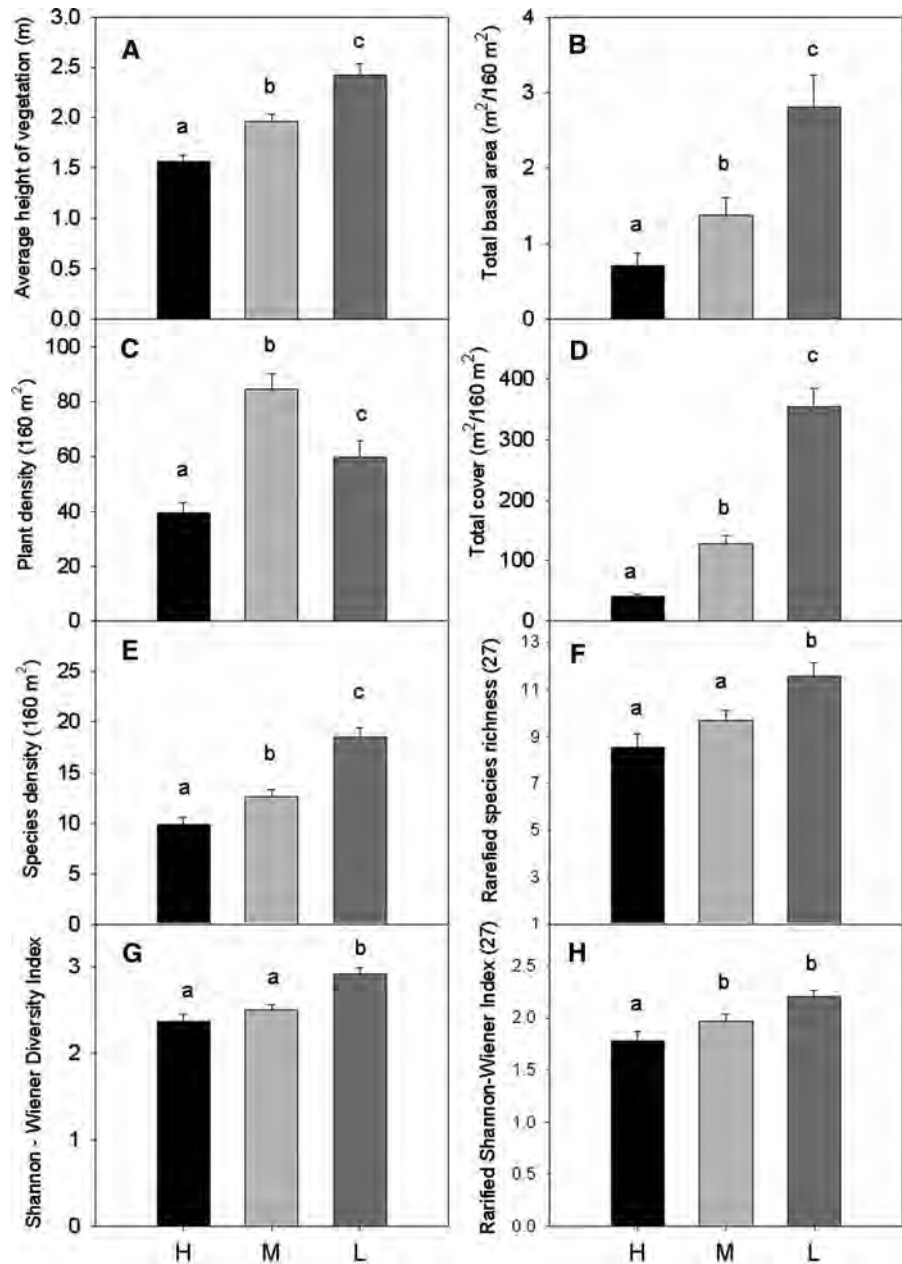 A
Average height of vegetation (m)
3.0
2.5
2.0
1.5
1.0
0.5
0.0
a
b
c
B
Total basal area (m²/160 m²)
4
3
2
1
0
a
b
c
C
Plant density (160 m²)
100
80
60
40
20
0
a
b
c
D
Total cover (m²/160 m²)
400
300
200
100
0
a
b
c
E
Species density (160 m²)
25
20
15
10
5
0
a
b
c
F
Rarefied species richness (27)
13
11
9
7
5
3
1
a
a
b
G
Shannon - Wiener Diversity Index
3
2
1
0
a
a
b
H M L
H
Rarified Shannon-Wiener Index (27)
2.5
2.0
1.5
1.0
0.5
0.0
a
b
b
H M L